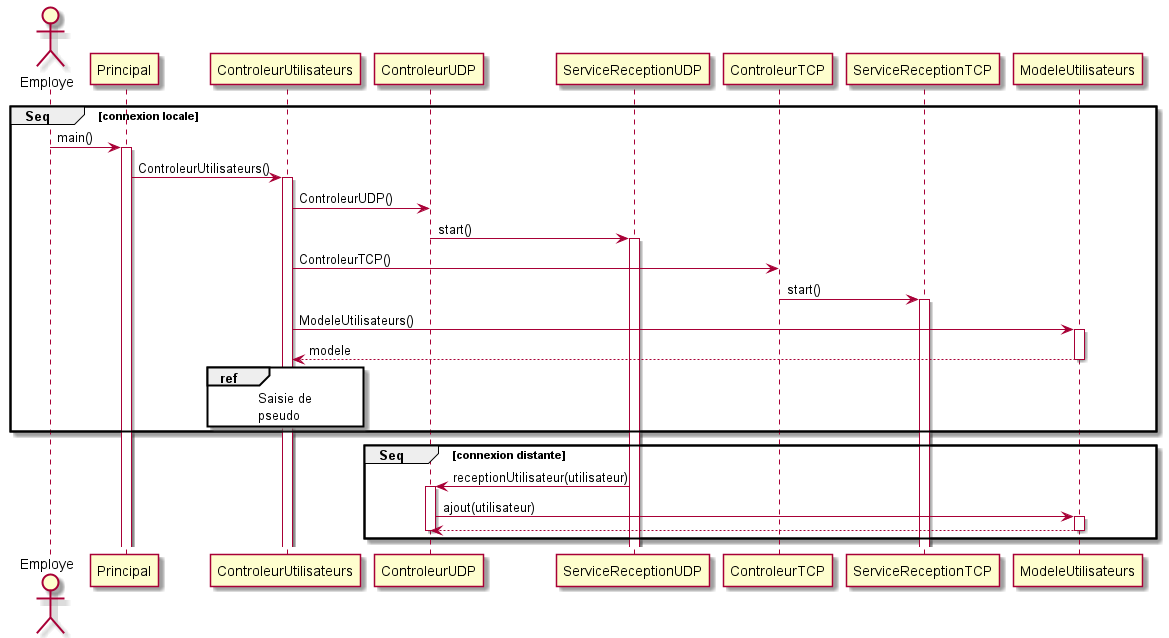 Employe
Principal
ControleurUtilisateurs
ControleurUDP
ServiceReceptionUDP
ControleurTCP
ServiceReceptionTCP
ModeleUtilisateurs
Seq
[connexion locale]
main()
ControleurUtilisateurs()
ControleurUDP()
start()
ControleurTCP()
start()
ModeleUtilisateurs()
modele
ref
Saisie de
pseudo
Seq
[connexion distante]
receptionUtilisateur(utilisateur)
ajout(utilisateur)
Employe
Principal
ControleurUtilisateurs
ControleurUDP
ServiceReceptionUDP
ControleurTCP
ServiceReceptionTCP
ModeleUtilisateurs